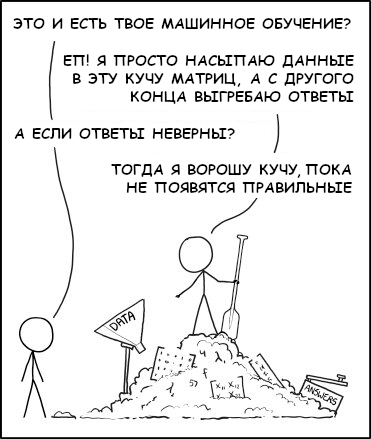 ЭТО И ЕСТЬ ТВОЕ МАШИННОЕ ОБУЧЕНИЕ?
ЕП! Я ПРОСТО НАСЫПАЮ ДАННЫЕ
В ЭТУ КУЧУ МАТРИЦ, А С ДРУГОГО
КОНЦА ВЫГРЕБАЮ ОТВЕТЫ
А ЕСЛИ ОТВЕТЫ НЕВЕРНЫ?
ТОГДА Я ВОРОШУ КУЧУ, ПОКА
НЕ ПОЯВЯТСЯ ПРАВИЛЬНЫЕ
DATA
ANSWERS